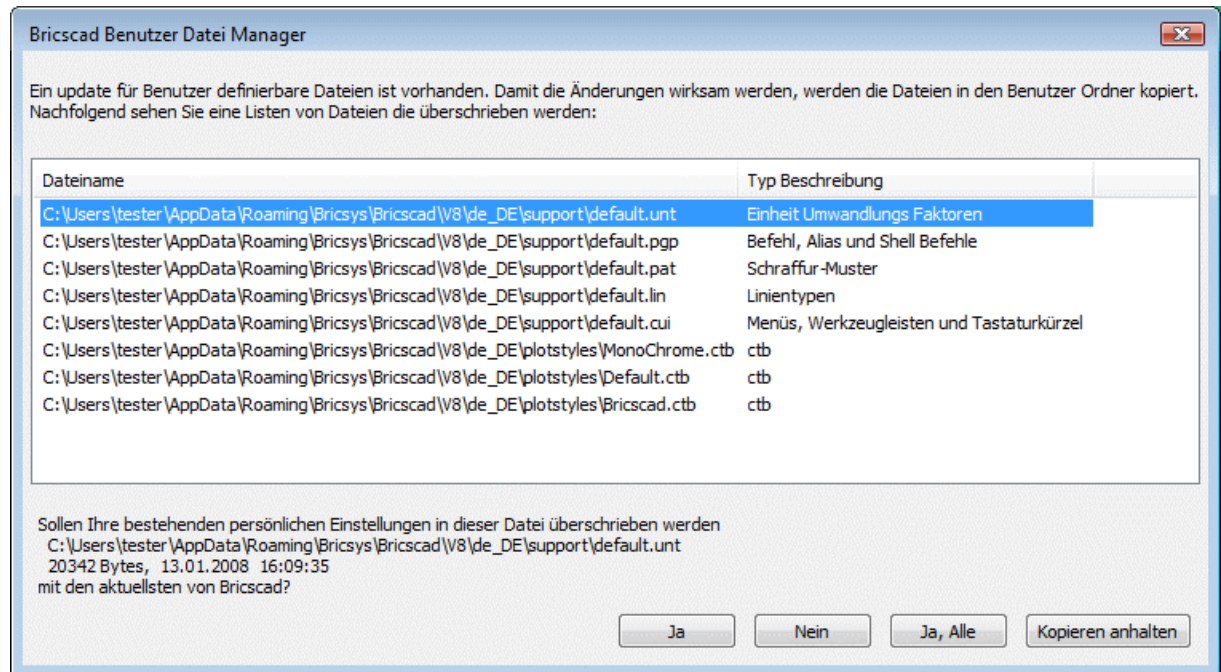 Bricscad Benutzer Datei Manager
Ein update für Benutzer definierbare Dateien ist vorhanden. Damit die Änderungen wirksam werden, werden die Dateien in den Benutzer Ordner kopiert.
Nachfolgend sehen Sie eine Listen von Dateien die überschrieben werden:
Dateiname Typ Beschreibung
C:\Users\tester\AppData\Roaming\Bricsys\Bricscad\V8\de_DE\support\default.unt Einheit Umwandlungs Faktoren
C:\Users\tester\AppData\Roaming\Bricsys\Bricscad\V8\de_DE\support\default.pgp Befehl, Alias und Shell Befehle
C:\Users\tester\AppData\Roaming\Bricsys\Bricscad\V8\de_DE\support\default.pat Schraffur-Muster
C:\Users\tester\AppData\Roaming\Bricsys\Bricscad\V8\de_DE\support\default.lin Linientypen
C:\Users\tester\AppData\Roaming\Bricsys\Bricscad\V8\de_DE\support\default.cui Menüs, Werkzeugleisten und Tastaturkürzel
C:\Users\tester\AppData\Roaming\Bricsys\Bricscad\V8\de_DE\plotstyles\MonoChrome.ctb ctb
C:\Users\tester\AppData\Roaming\Bricsys\Bricscad\V8\de_DE\plotstyles\Default.ctb ctb
C:\Users\tester\AppData\Roaming\Bricsys\Bricscad\V8\de_DE\plotstyles\Bricscad.ctb ctb
Sollen Ihre bestehenden persönlichen Einstellungen in dieser Datei überschrieben werden
C:\Users\tester\AppData\Roaming\Bricsys\Bricscad\V8\de_DE\support\default.unt
20342 Bytes, 13.01.2008 16:09:35
mit den aktuellsten von Bricscad?
Ja Nein Ja, Alle Kopieren anhalten